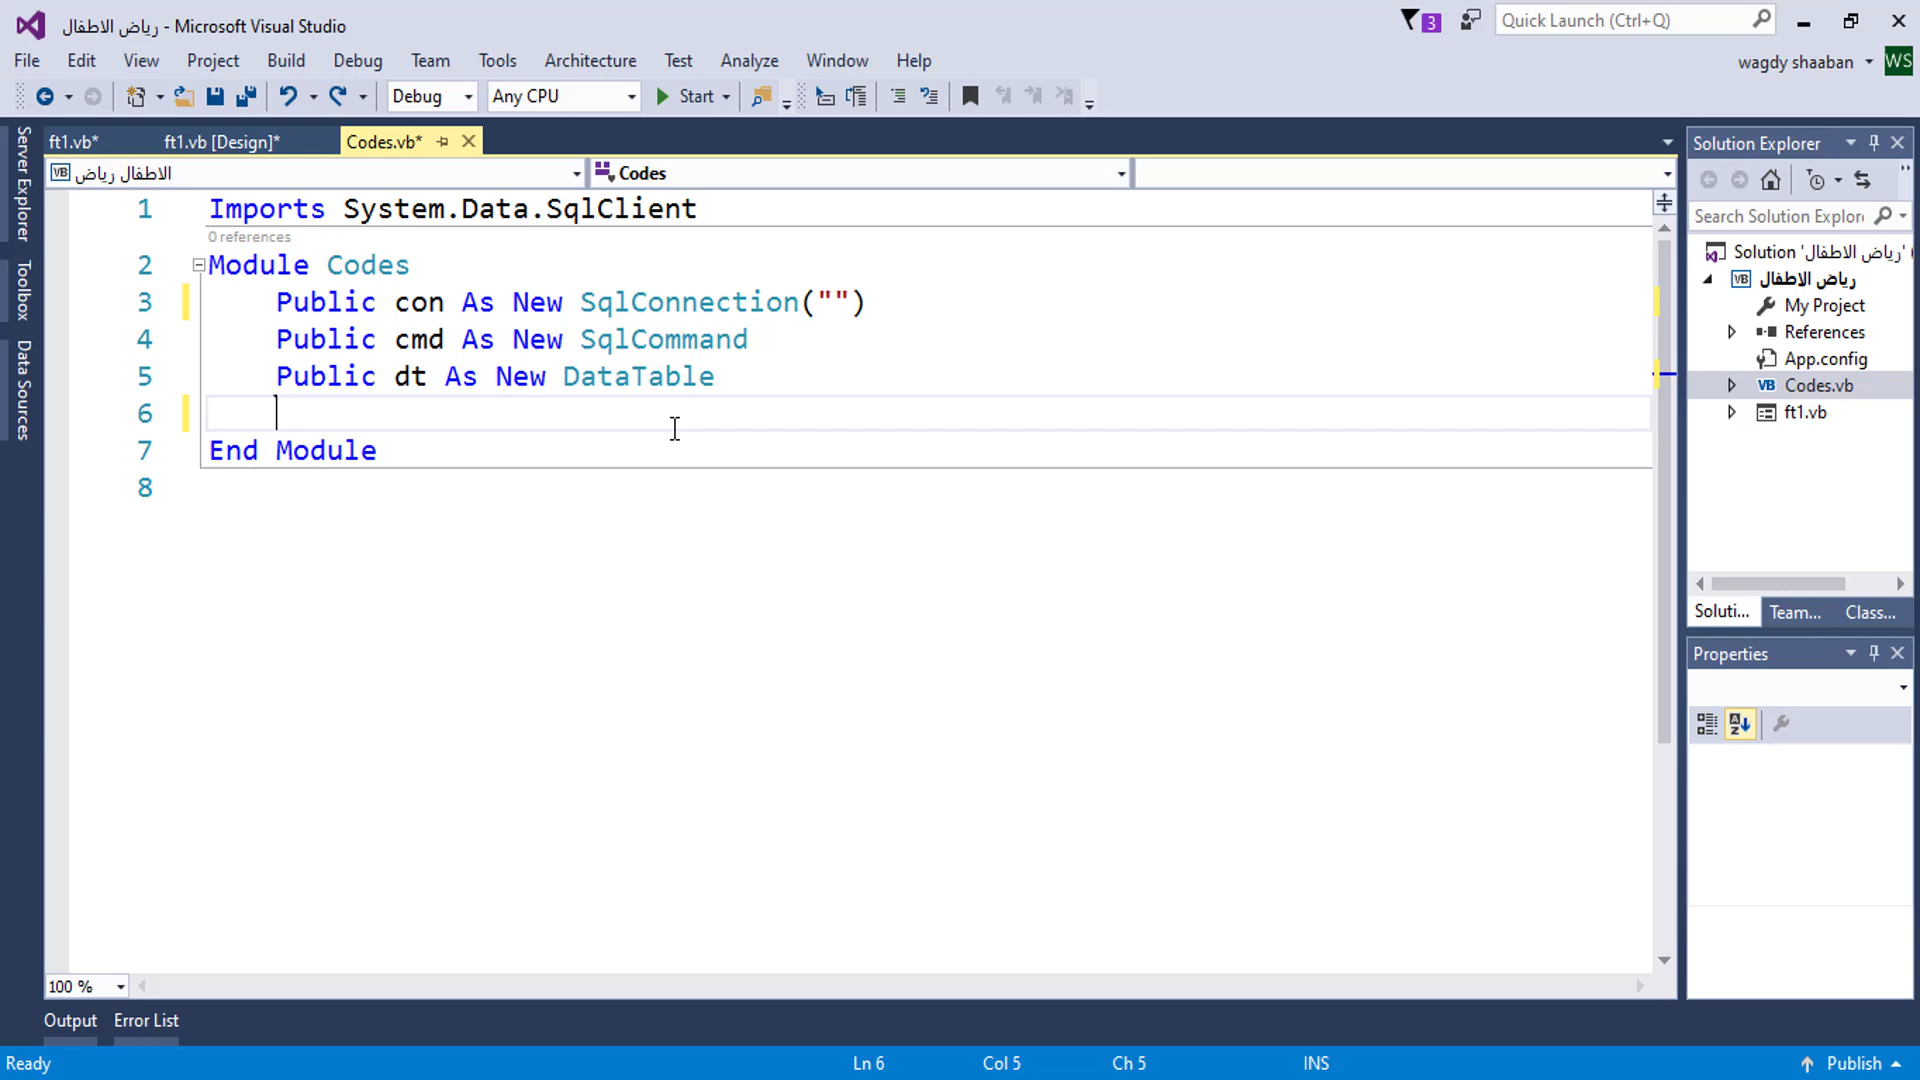 رياض الاطفال - Microsoft Visual Studio
3
Quick Launch (Ctrl+Q)
File Edit View Project Build Debug Team Tools Architecture Test Analyze Window Help
wagdy shaaban WS
Debug Any CPU Start
ft1.vb* ft1.vb [Design]* Codes.vb*
VB الاطفال رياض Codes
1 Imports System.Data.SqlClient
0 references
2 Module Codes
3 Public con As New SqlConnection("")
4 Public cmd As New SqlCommand
5 Public dt As New DataTable
6
7 End Module
8
100 %
Server Explorer
Toolbox
Data Sources
Solution Explorer
Search Solution Explor
Solution 'رياض الاطفال' (
VB رياض الاطفال
My Project
References
App.config
VB Codes.vb
ft1.vb
Soluti... Team... Class...
Properties
Output Error List
Ready Ln 6 Col 5 Ch 5 INS Publish